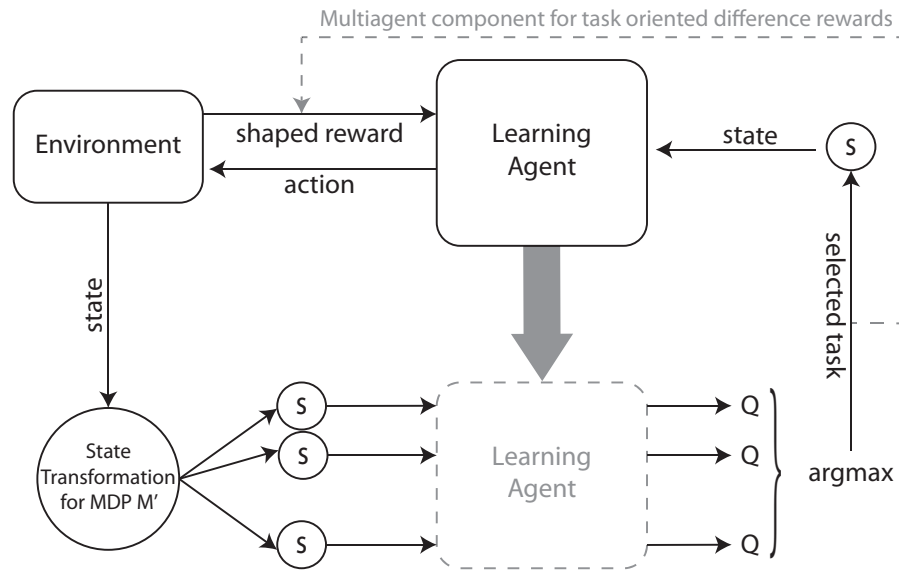 Multiagent component for task oriented difference rewards
Environment
shaped reward
action
Learning
Agent
state
S
state
selected task
State
Transformation
for MDP M'
S
S
S
Learning
Agent
Q
Q
Q
argmax